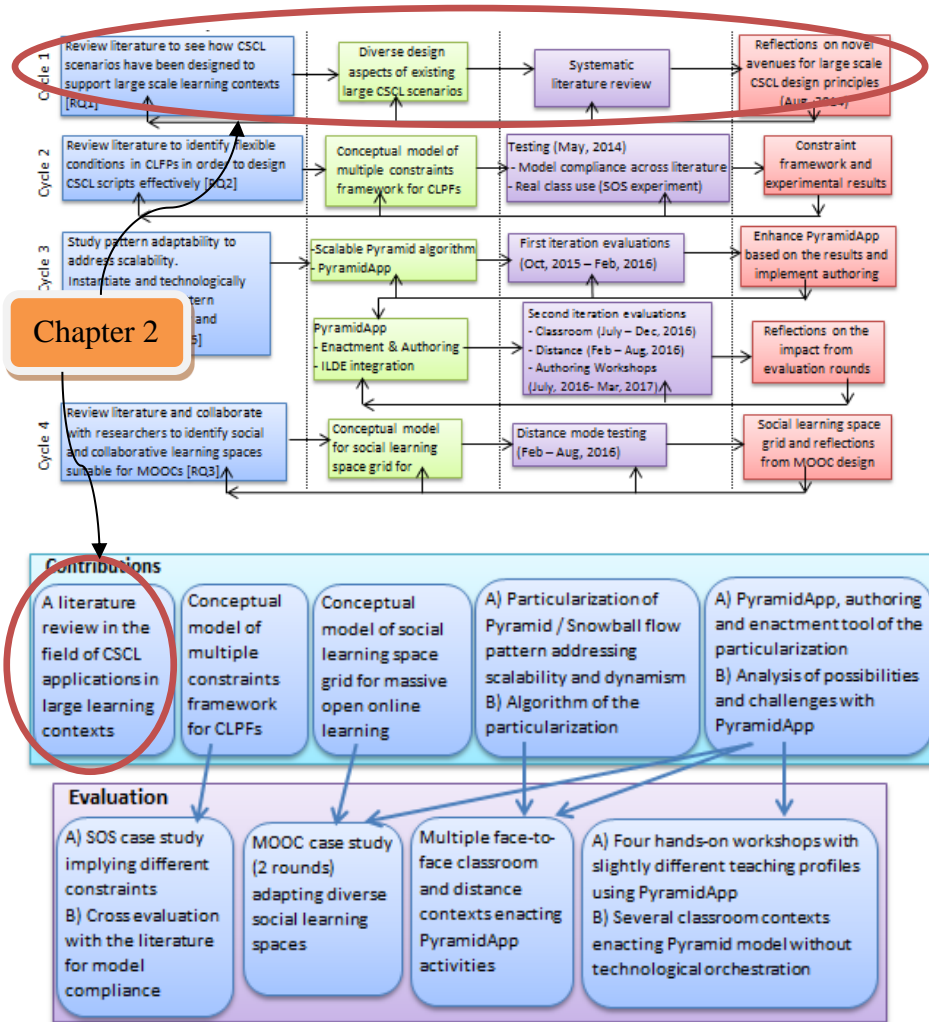 Cycle 1
Review literature to see how CSCL
scenarios have been designed to
support large scale learning contexts
[RQ1]
Diverse design
aspects of existing
large CSCL scenarios
Systematic
literature review
Reflections on novel
avenues for large scale
CSCL design principles
(Aug, 2014)
Cycle 2
Review literature to identify flexible
conditions in CLFPs in order to design
CSCL scripts effectively [RQ2]
Conceptual model of
multiple constraints
framework for CLPFs
Testing (May, 2014)
- Model compliance across literature
- Real class use (SOS experiment)
Constraint
framework and
experimental results
Cycle 3
Study pattern adaptability to
address scalability.
Instantiate and technologically
tern
and
]
-Scalable Pyramid algorithm
- PyramidApp
First iteration evaluations
(Oct, 2015 – Feb, 2016)
Enhance PyramidApp
based on the results and
implement authoring
Chapter 2
PyramidApp
- Enactment & Authoring
- ILDE integration
Second iteration evaluations
- Classroom (July – Dec, 2016)
- Distance (Feb – Aug, 2016)
- Authoring Workshops
(July, 2016- Mar, 2017)
Reflections on the
impact from
evaluation rounds
Cycle 4
Review literature and collaborate
with researchers to identify social
and collaborative learning spaces
suitable for MOOCs [RQ3]
Conceptual model
for social learning
space grid for
Distance mode testing
(Feb – Aug, 2016)
Social learning space
grid and reflections
from MOOC design
Contributions
A literature
review in the
field of CSCL
applications in
large learning
contexts
Conceptual
model of
multiple
constraints
framework
for CLPFs
Conceptual
model of social
learning space
grid for massive
open online
learning
A) Particularization of
Pyramid / Snowball flow
pattern addressing
scalability and dynamism
B) Algorithm of the
particularization
A) PyramidApp, authoring
and enactment tool of the
particularization
B) Analysis of possibilities
and challenges with
PyramidApp
Evaluation
A) SOS case study
implying different
constraints
B) Cross evaluation
with the literature
for model
compliance
MOOC case study
(2 rounds)
adapting diverse
social learning
spaces
Multiple face-to-
face classroom
and distance
contexts enacting
PyramidApp
activities
A) Four hands-on workshops with
slightly different teaching profiles
using PyramidApp
B) Several classroom contexts
enacting Pyramid model without
technological orchestration